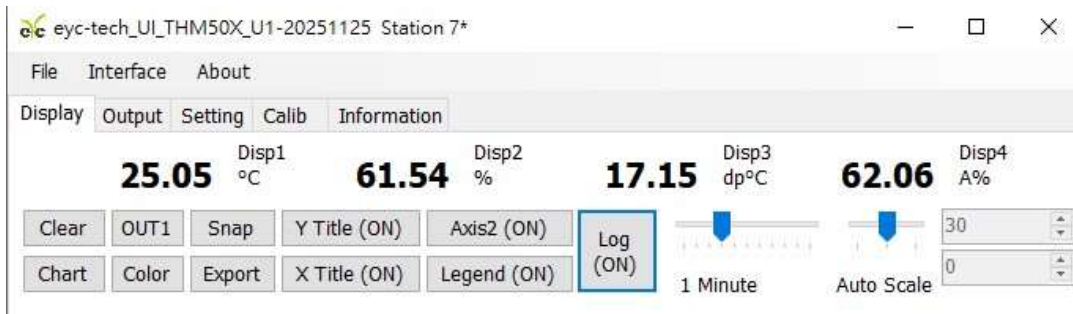 eyc eyc-tech_UI_THM50X_U1-20251125 Station 7*
File Interface About
Display Output Setting Calib Information
25.05 Disp1 °C 61.54 Disp2 % 17.15 Disp3 dp°C 62.06 Disp4 A%
Clear OUT1 Snap Y Title (ON) Axis2 (ON) Log (ON) 30
Chart Color Export X Title (ON) Legend (ON) 1 Minute Auto Scale 0